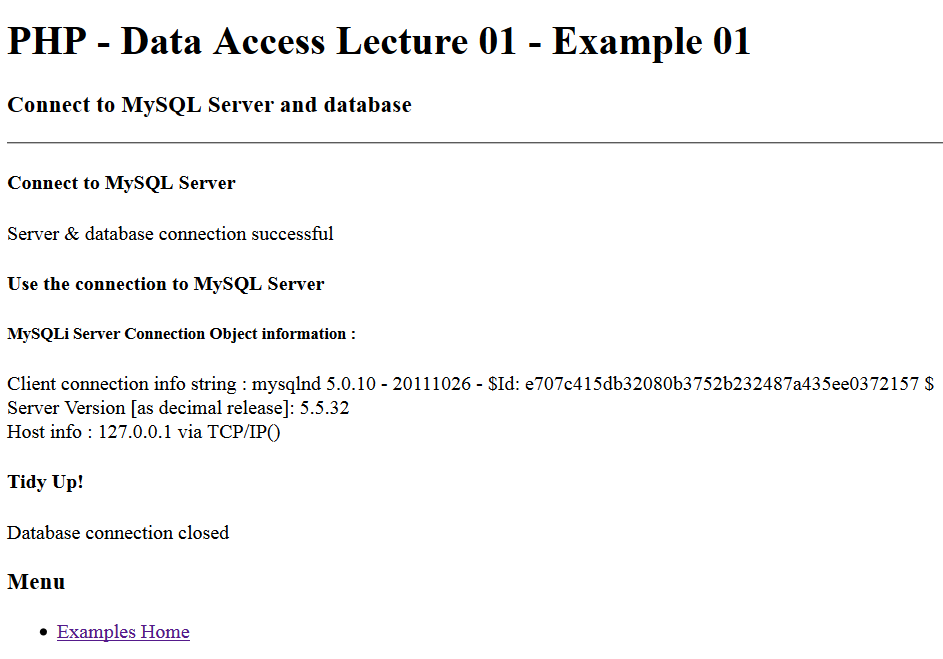 PHP - Data Access Lecture 01 - Example 01
Connect to MySQL Server and database
Connect to MySQL Server
Server & database connection successful
Use the connection to MySQL Server
MySQLi Server Connection Object information :
Client connection info string : mysqlnd 5.0.10 - 20111026 - $Id: e707c415db32080b3752b232487a435ee0372157 $
Server Version [as decimal release]: 5.5.32
Host info : 127.0.0.1 via TCP/IP()
Tidy Up!
Database connection closed
Menu
Examples Home